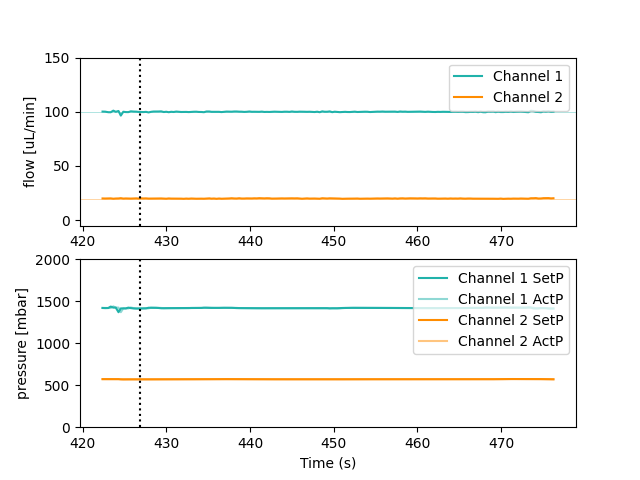 150
100
50
0
flow [uL/min]
Channel 1
Channel 2
420 430 440 450 460 470
2000
1500
1000
500
0
pressure [mbar]
Channel 1 SetP
Channel 1 ActP
Channel 2 SetP
Channel 2 ActP
420 430 440 450 460 470
Time (s)